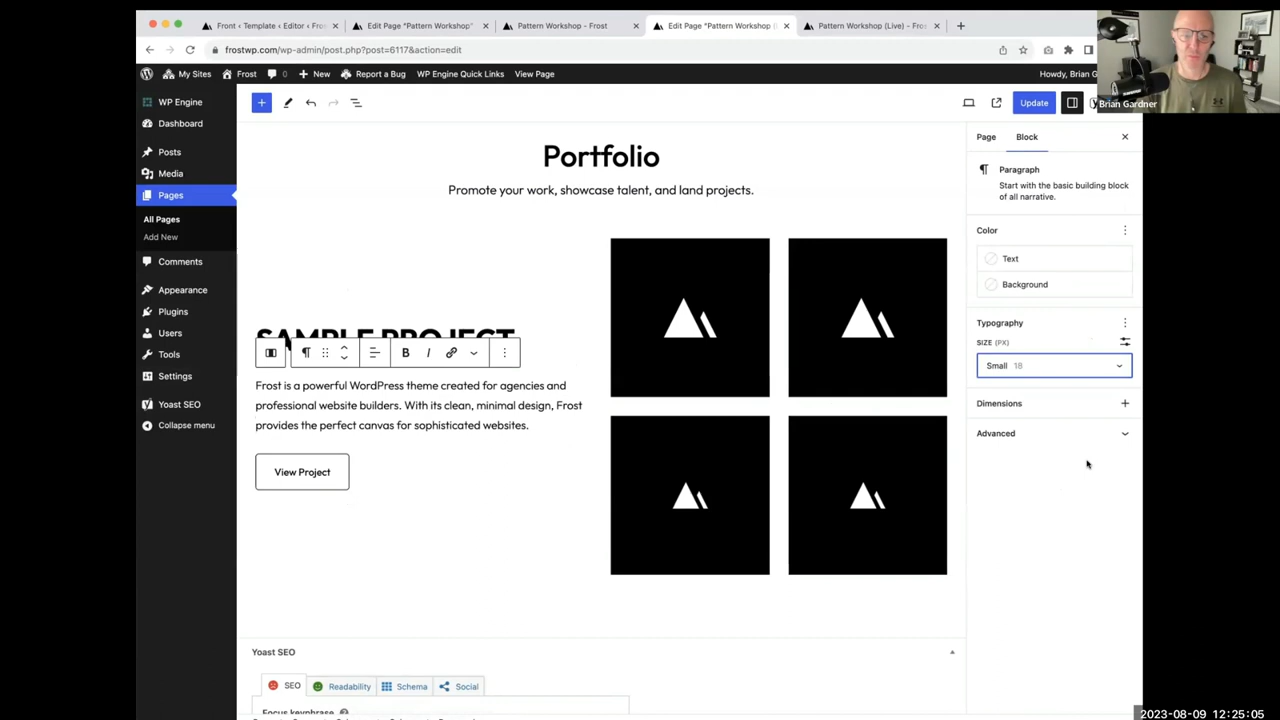 Front ‹ Template ‹ Editor ‹ Fros
Edit Page "Pattern Workshop"
Pattern Workshop - Frost
Edit Page "Pattern Workshop (
Pattern Workshop (Live) - Fros
frostwp.com/wp-admin/post.php?post=6117&action=edit
My Sites
Frost
0
New
Report a Bug
WP Engine Quick Links
View Page
Howdy, Brian G
Brian Gardner
WP Engine
Dashboard
Posts
Media
Pages
All Pages
Add New
Comments
Appearance
Plugins
Users
Tools
Settings
Yoast SEO
Collapse menu
Update
Portfolio
Promote your work, showcase talent, and land projects.
SAMPLE PROJECT
B I
Frost is a powerful WordPress theme created for agencies and
professional website builders. With its clean, minimal design, Frost
provides the perfect canvas for sophisticated websites.
View Project
Page
Block
Paragraph
Start with the basic building block
of all narrative.
Color
Text
Background
Typography
SIZE (PX)
Small 18
Dimensions
Advanced
Yoast SEO
SEO
Readability
Schema
Social
Focus keyphrase
2023-08-09 12:25:05